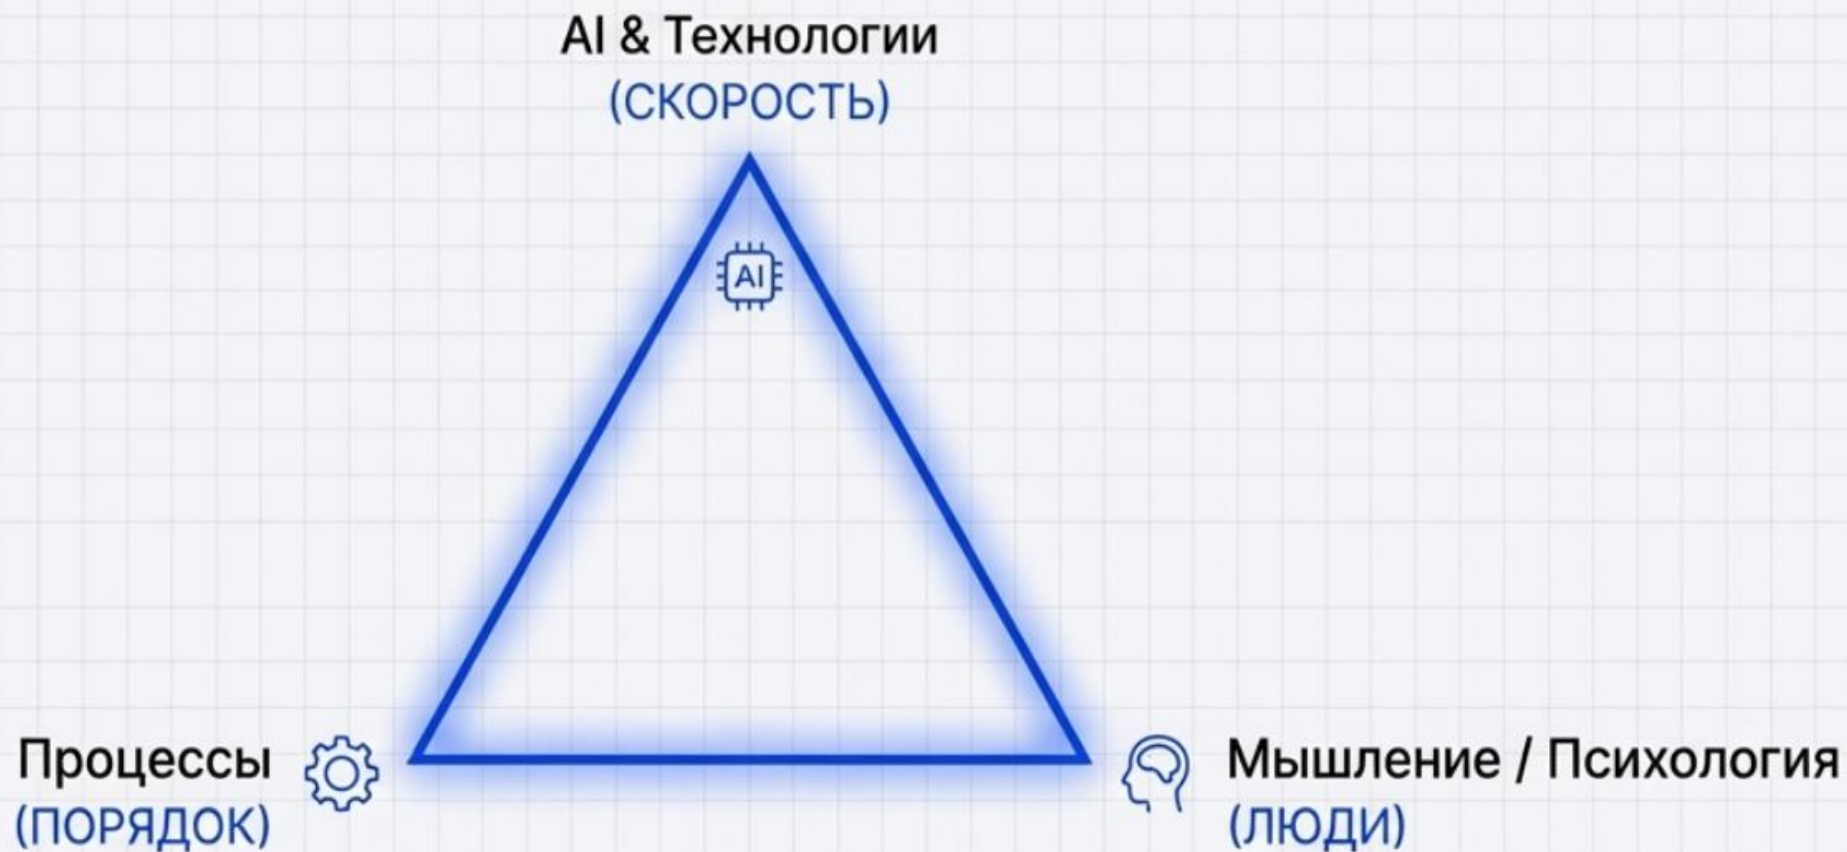 AI & Технологии
(СКОРОСТЬ)
AI
Процессы
(ПОРЯДОК)
Мышление / Психология
(ЛЮДИ)